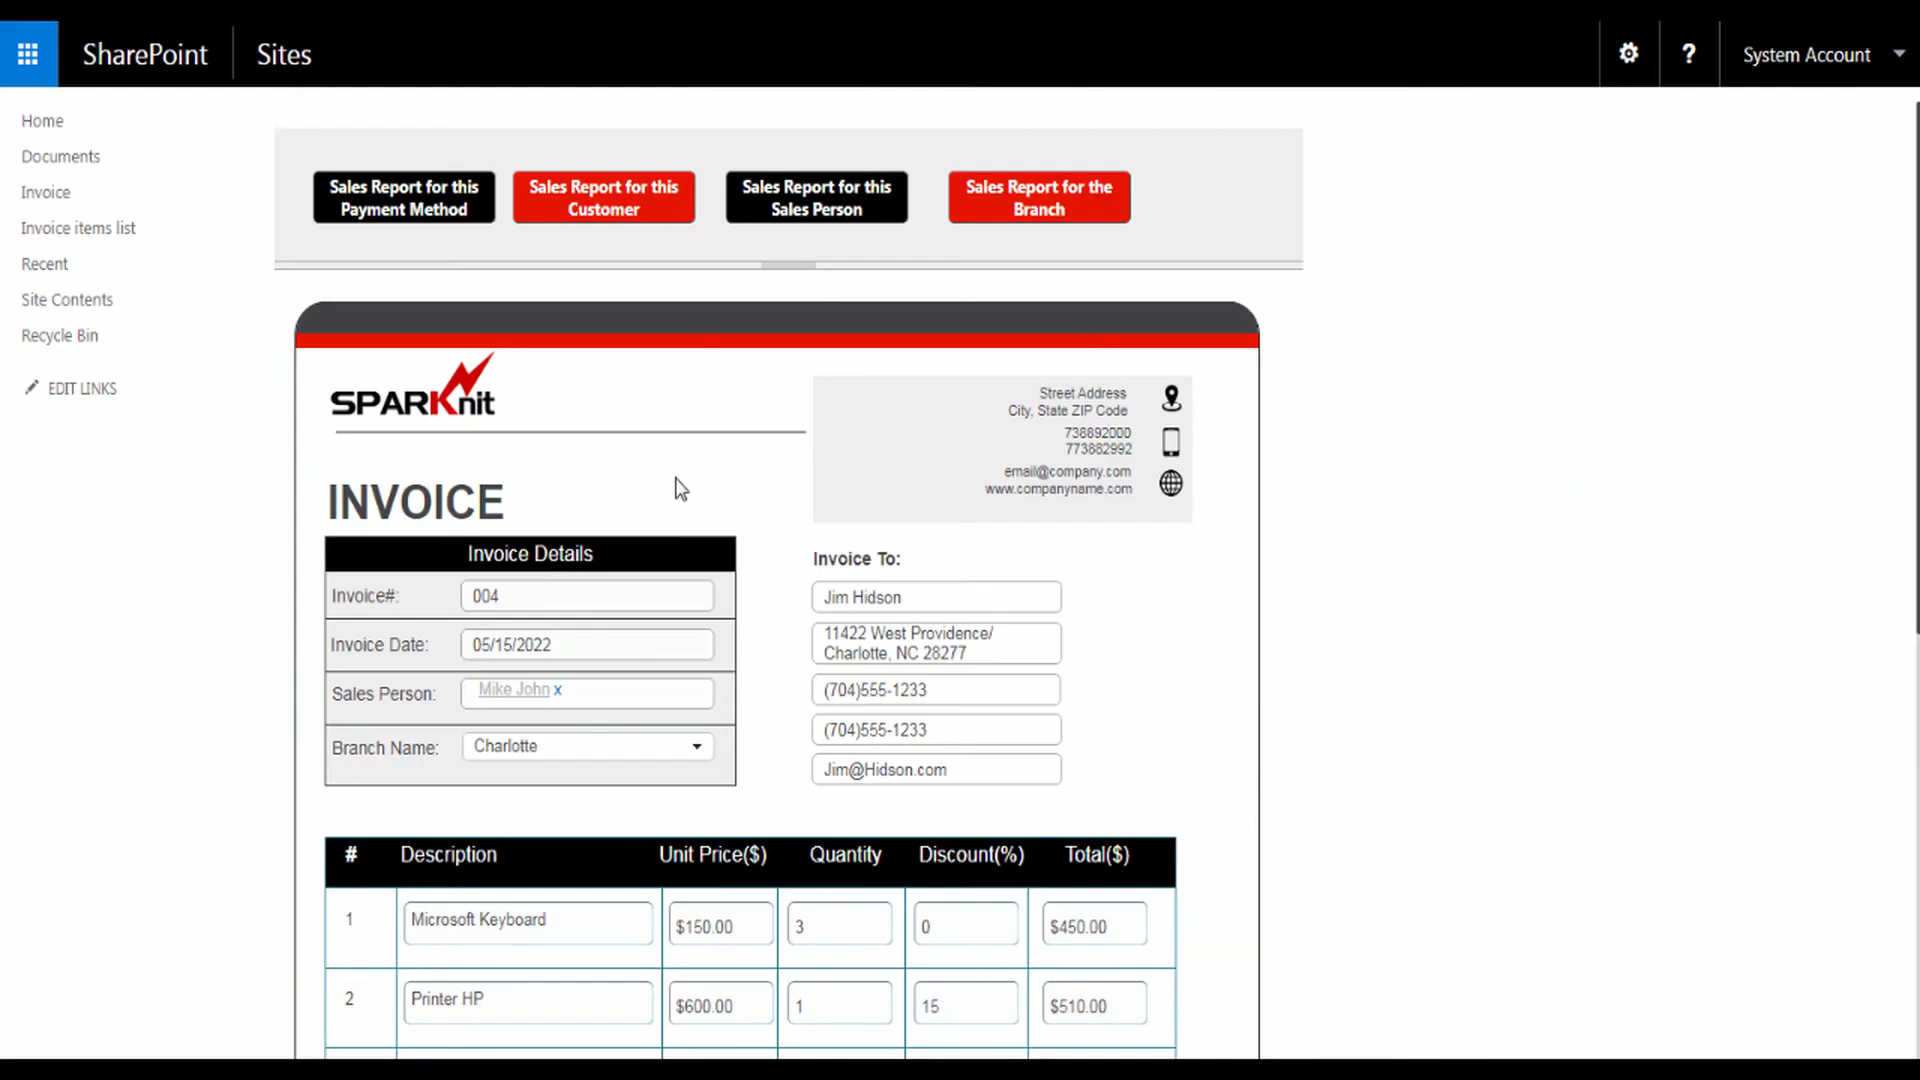 SharePoint Sites ? System Account
Home
Documents
Invoice
Invoice items list
Recent
Site Contents
Recycle Bin
EDIT LINKS
Sales Report for this
Payment Method
Sales Report for this
Customer
Sales Report for this
Sales Person
Sales Report for the
Branch
SPARKnit
Street Address
City, State ZIP Code
738892000
773882992
email@company.com
www.companyname.com
INVOICE
Invoice Details
Invoice#: 004
Invoice Date: 05/15/2022
Sales Person: Mike John x
Branch Name: Charlotte
Invoice To:
Jim Hidson
11422 West Providence/
Charlotte, NC 28277
(704)555-1233
(704)555-1233
Jim@Hidson.com
# Description Unit Price($) Quantity Discount(%) Total($)
1 Microsoft Keyboard $150.00 3 0 $450.00
2 Printer HP $600.00 1 15 $510.00